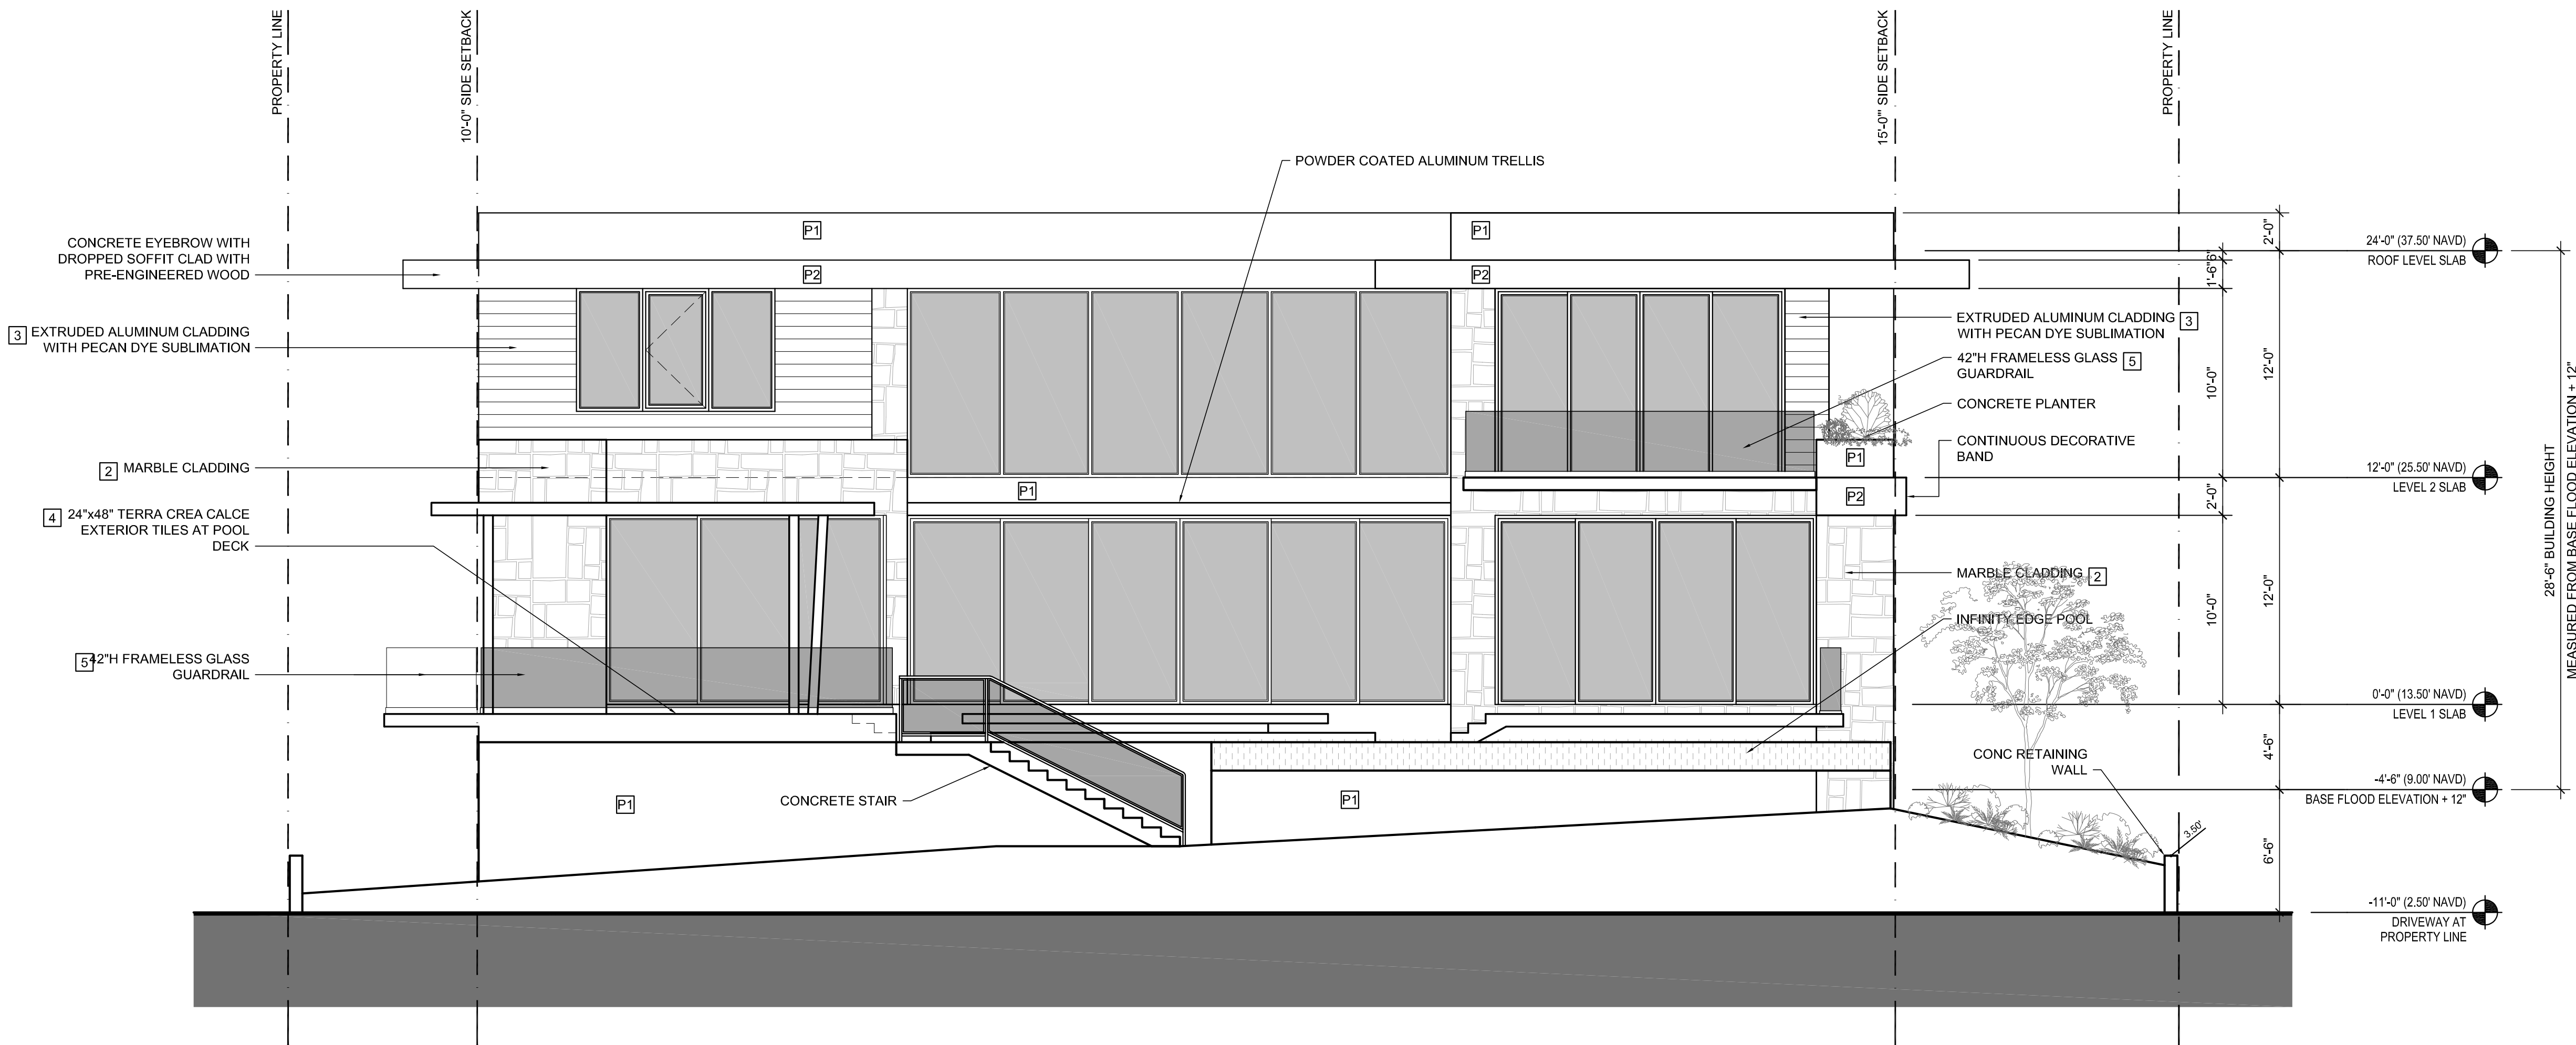 PROPERTY LINE
10'-0" SIDE SETBACK
15'-0" SIDE SETBACK
PROPERTY LINE
POWDER COATED ALUMINUM TRELLIS
CONCRETE EYEBROW WITH
DROPPED SOFFIT CLAD WITH
PRE-ENGINEERED WOOD
P1
P1
P2
P2
3 EXTRUDED ALUMINUM CLADDING
WITH PECAN DYE SUBLIMATION
2 MARBLE CLADDING
4 24"x48" TERRA CREA CALCE
EXTERIOR TILES AT POOL
DECK
5 42"H FRAMELESS GLASS
GUARDRAIL
P1
P1
P2
P1
P1
CONCRETE STAIR
EXTRUDED ALUMINUM CLADDING 3
WITH PECAN DYE SUBLIMATION
42"H FRAMELESS GLASS 5
GUARDRAIL
CONCRETE PLANTER
CONTINUOUS DECORATIVE
BAND
MARBLE CLADDING 2
INFINITY EDGE POOL
CONC RETAINING
WALL
3.50'
2'-0"
6"
1'-6"
10'-0"
12'-0"
2'-0"
10'-0"
12'-0"
4'-6"
6'-6"
24'-0" (37.50' NAVD)
ROOF LEVEL SLAB
12'-0" (25.50' NAVD)
LEVEL 2 SLAB
0'-0" (13.50' NAVD)
LEVEL 1 SLAB
-4'-6" (9.00' NAVD)
BASE FLOOD ELEVATION + 12"
-11'-0" (2.50' NAVD)
DRIVEWAY AT
PROPERTY LINE
28'-6" BUILDING HEIGHT
MEASURED FROM BASE FLOOD ELEVATION + 12"